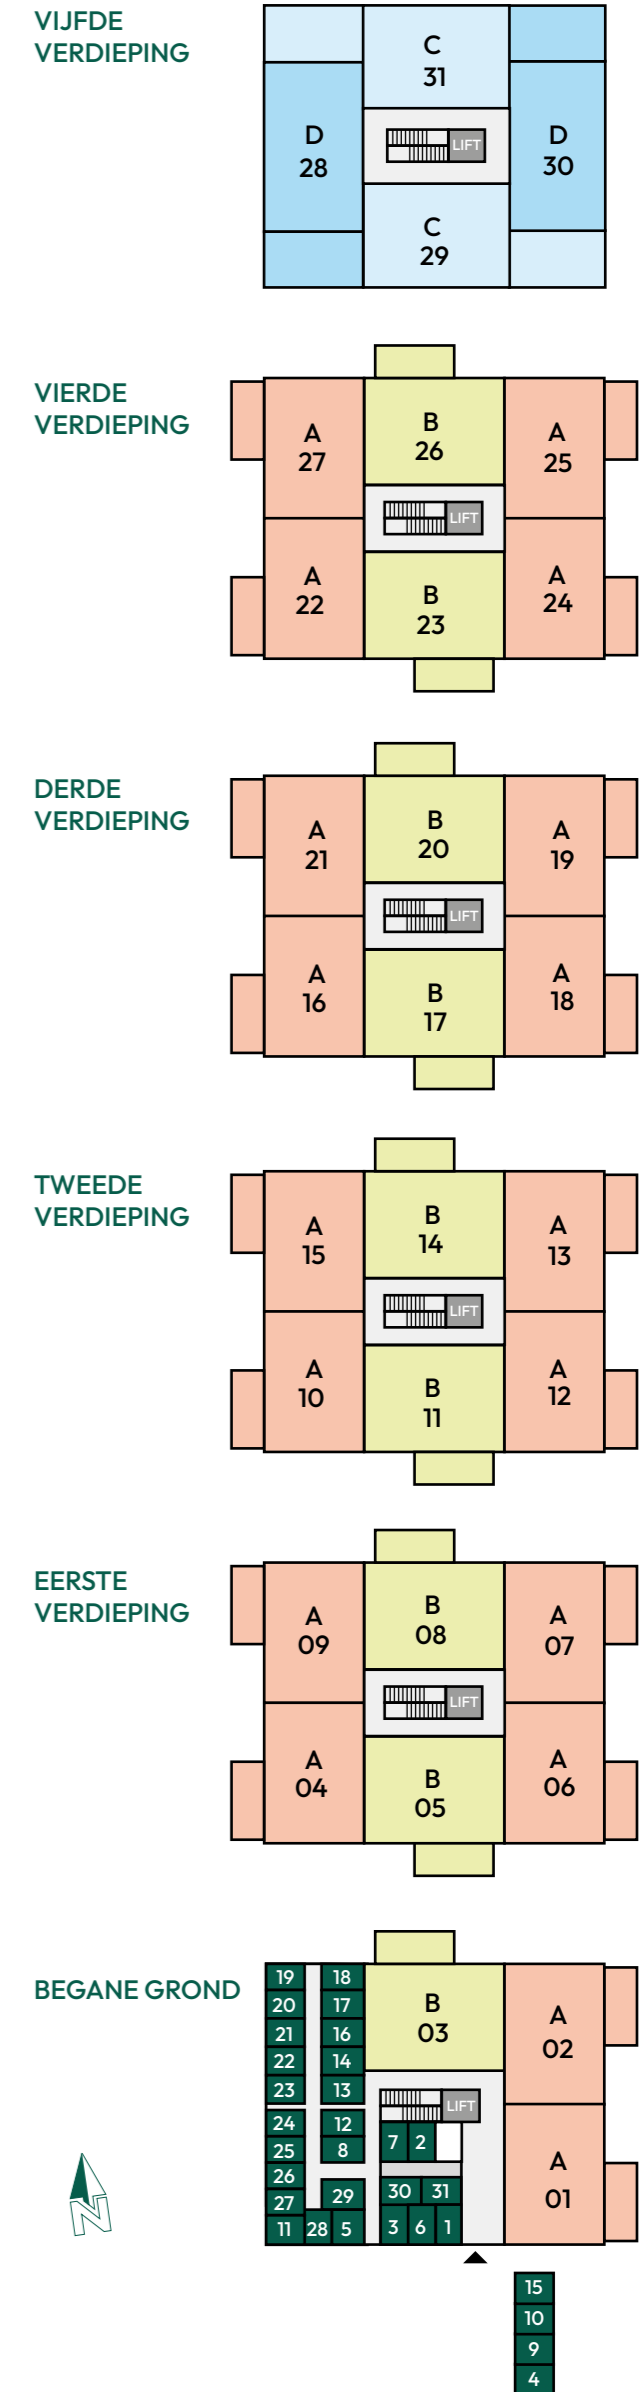 VIJFDE
VERDIEPING
C
31
D
28
LIFT
D
30
C
29
VIERDE
VERDIEPING
A
27
B
26
A
25
LIFT
A
22
B
23
A
24
DERDE
VERDIEPING
A
21
B
20
A
19
LIFT
A
16
B
17
A
18
TWEEDE
VERDIEPING
A
15
B
14
A
13
LIFT
A
10
B
11
A
12
EERSTE
VERDIEPING
A
09
B
08
A
07
LIFT
A
04
B
05
A
06
BEGANE GROND
19 18
20 17
21 16
22 14
23 13
24 12
25 8
26
27 29
11 28 5
B
03
A
02
LIFT
7 2
30 31
3 6 1
A
01
N
15
10
9
4